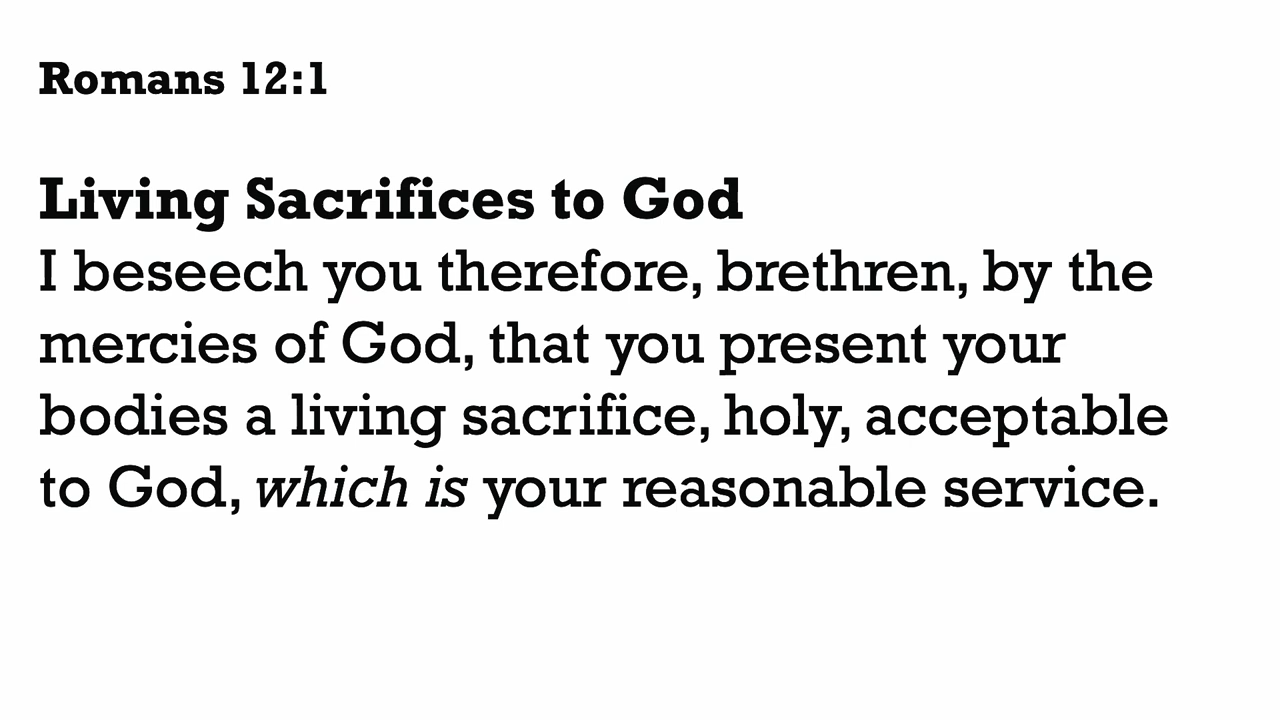 Romans 12:1
Living Sacrifices to God
I beseech you therefore, brethren, by the
mercies of God, that you present your
bodies a living sacrifice, holy, acceptable
to God, which is your reasonable service.